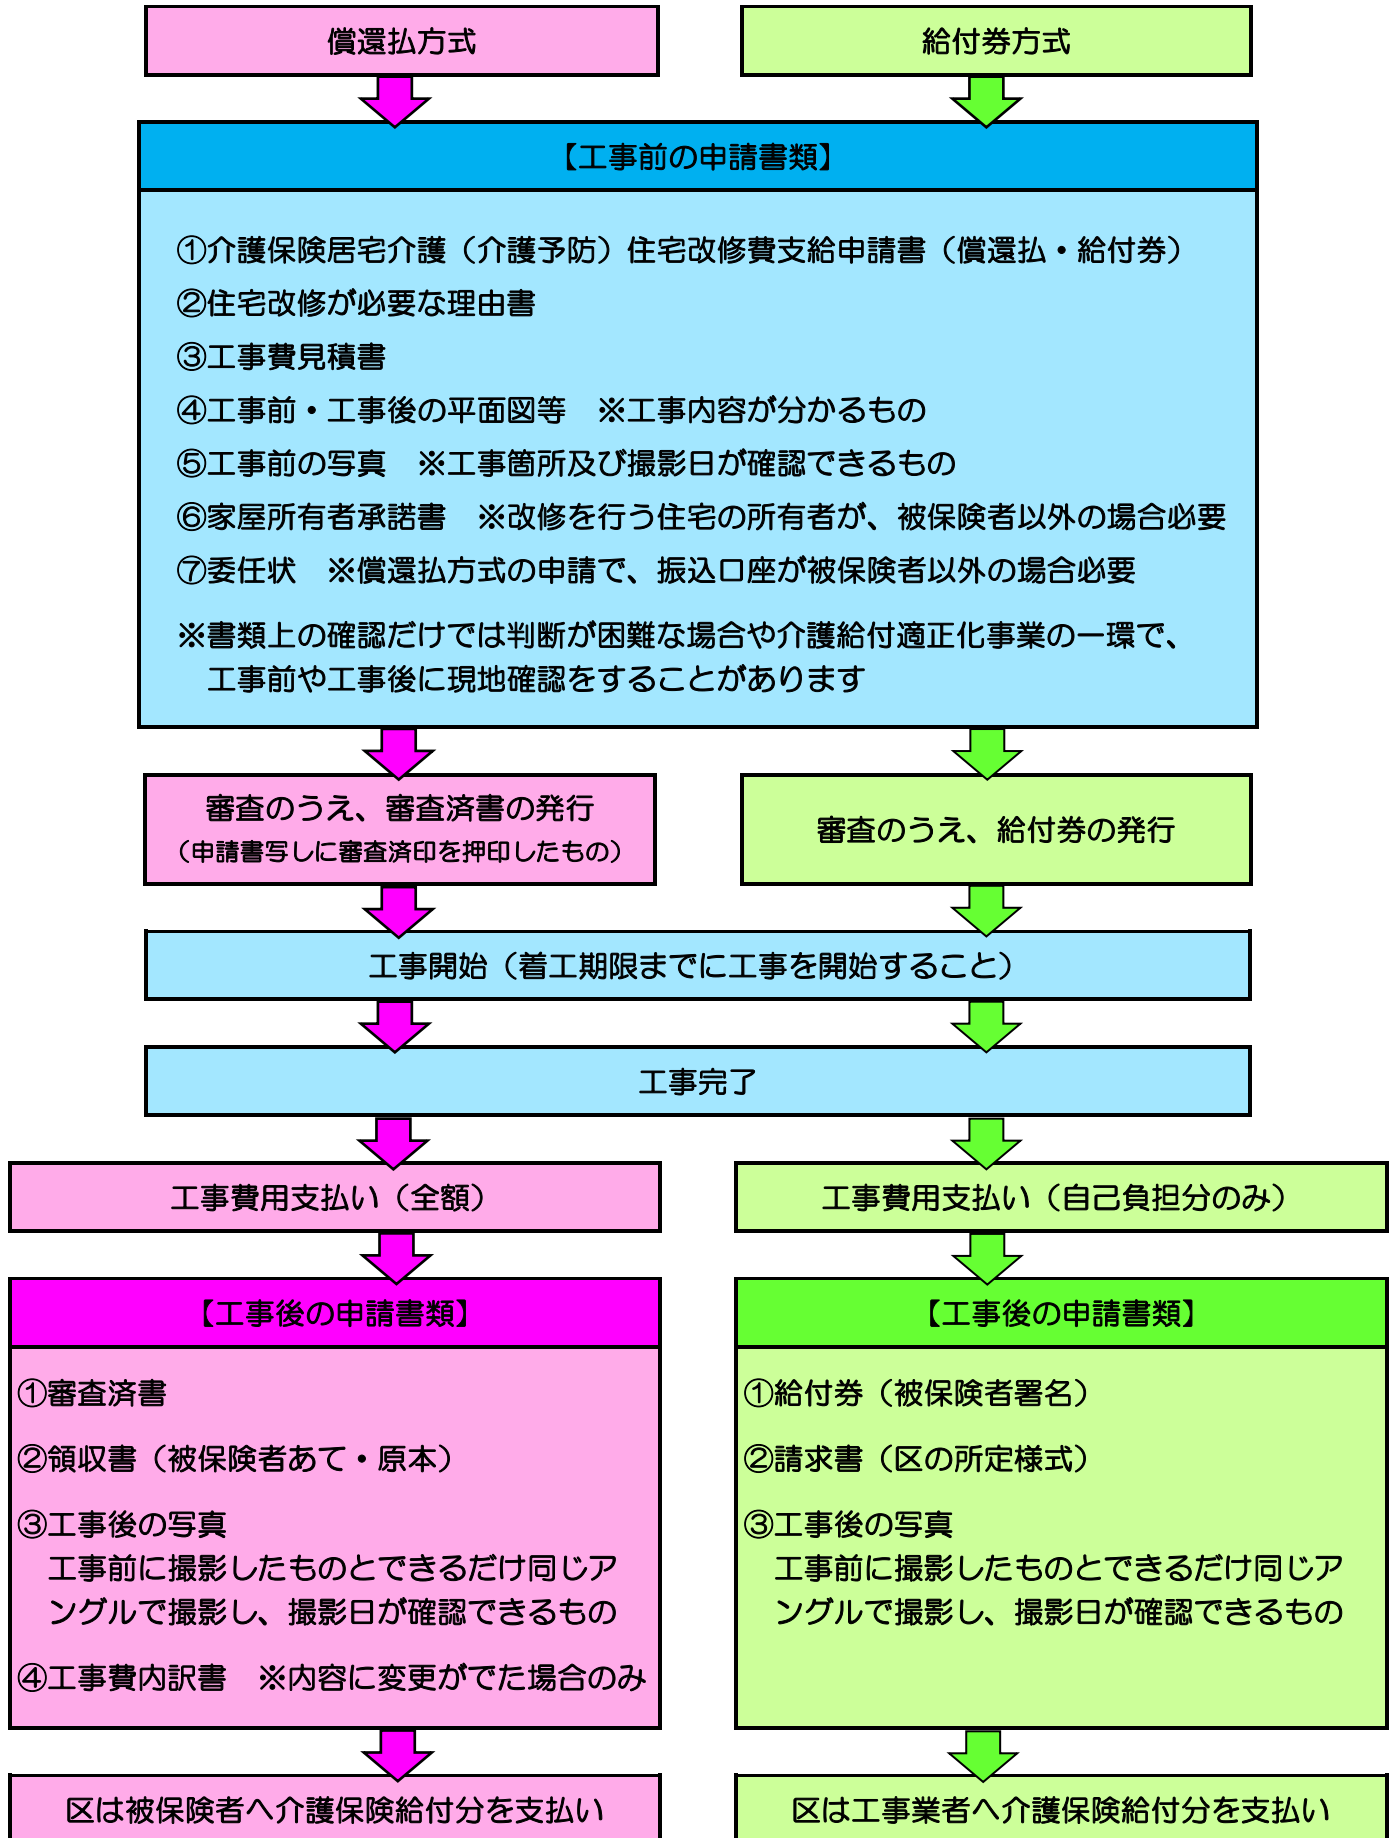 償還払方式
給付券方式
【工事前の申請書類】
①介護保険居宅介護（介護予防）住宅改修費支給申請書（償還払・給付券）
②住宅改修が必要な理由書
③工事費見積書
④工事前・工事後の平面図等　※工事内容が分かるもの
⑤工事前の写真　※工事箇所及び撮影日が確認できるもの
⑥家屋所有者承諾書　※改修を行う住宅の所有者が、被保険者以外の場合必要
⑦委任状　※償還払方式の申請で、振込口座が被保険者以外の場合必要
※書類上の確認だけでは判断が困難な場合や介護給付適正化事業の一環で、
工事前や工事後に現地確認をすることがあります
審査のうえ、審査済書の発行
（申請書写しに審査済印を押印したもの）
審査のうえ、給付券の発行
工事開始（着工期限までに工事を開始すること）
工事完了
工事費用支払い（全額）
工事費用支払い（自己負担分のみ）
【工事後の申請書類】
①審査済書
②領収書（被保険者あて・原本）
③工事後の写真
工事前に撮影したものとできるだけ同じア
ングルで撮影し、撮影日が確認できるもの
④工事費内訳書　※内容に変更がでた場合のみ
【工事後の申請書類】
①給付券（被保険者署名）
②請求書（区の所定様式）
③工事後の写真
工事前に撮影したものとできるだけ同じア
ングルで撮影し、撮影日が確認できるもの
区は被保険者へ介護保険給付分を支払い
区は工事業者へ介護保険給付分を支払い